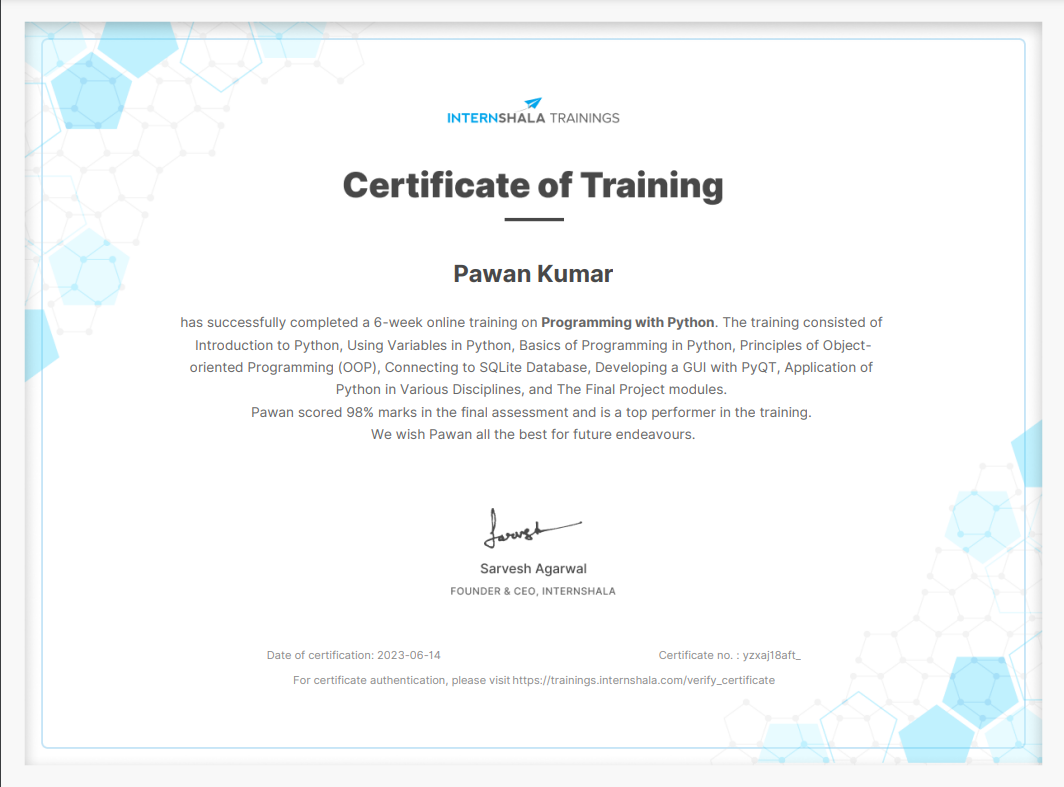 INTERNSHALA TRAININGS
Certificate of Training
Pawan Kumar
has successfully completed a 6-week online training on Programming with Python. The training consisted of
Introduction to Python, Using Variables in Python, Basics of Programming in Python, Principles of Object-
oriented Programming (OOP), Connecting to SQLite Database, Developing a GUI with PyQT, Application of
Python in Various Disciplines, and The Final Project modules.
Pawan scored 98% marks in the final assessment and is a top performer in the training.
We wish Pawan all the best for future endeavours.
Sarvesh
Sarvesh Agarwal
FOUNDER & CEO, INTERNSHALA
Date of certification: 2023-06-14 Certificate no. : yzxaj18aft_
For certificate authentication, please visit https://trainings.internshala.com/verify_certificate